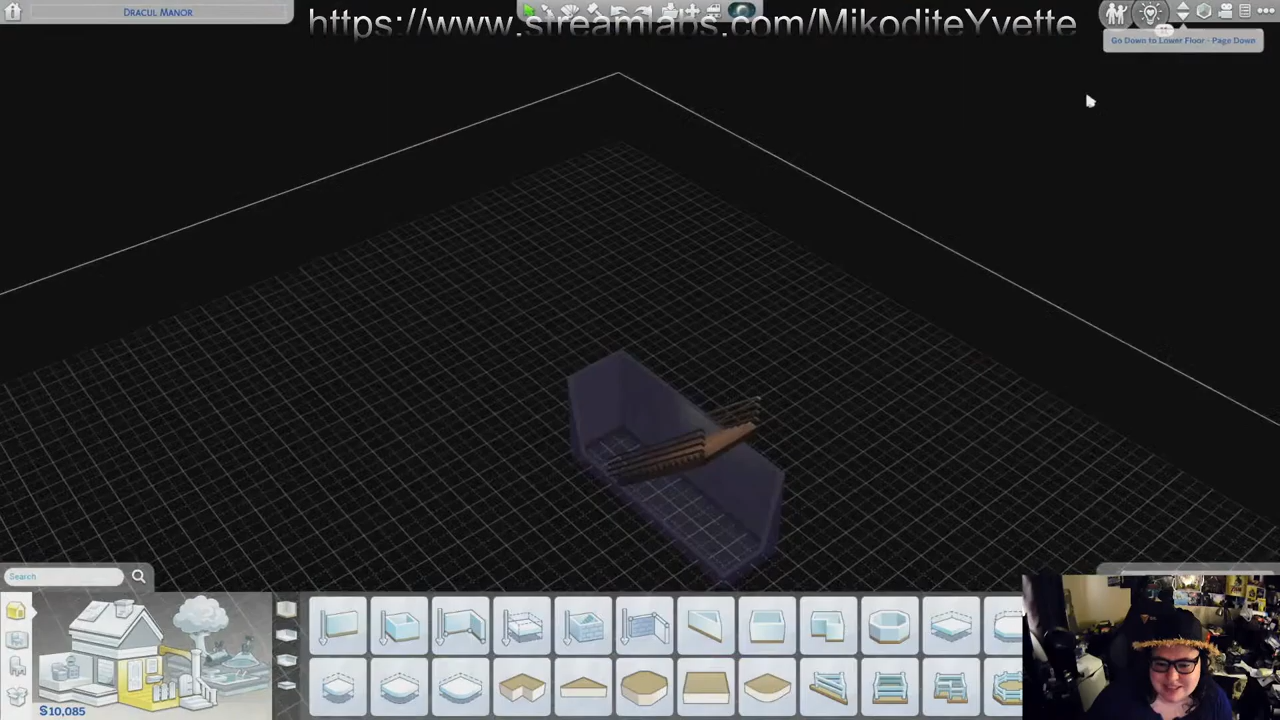 DRACUL MANOR
https://www.streamlabs.com/MikoditeYvette
Go Down to Lower Floor - Page Down
Search
$10,085